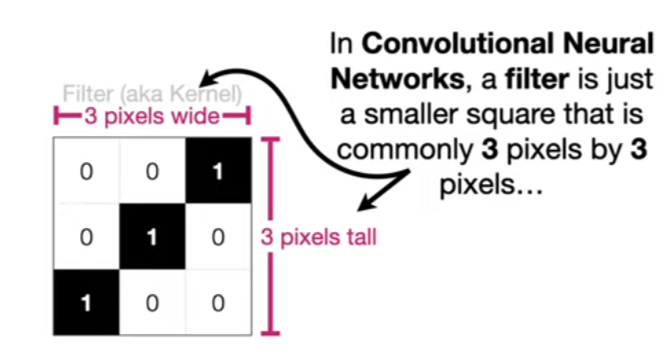 In Convolutional Neural
Networks, a filter is just
a smaller square that is
commonly 3 pixels by 3
pixels...
Filter (aka Kernel)
3 pixels wide
0 0 1
0 1 0
1 0 0
3 pixels tall